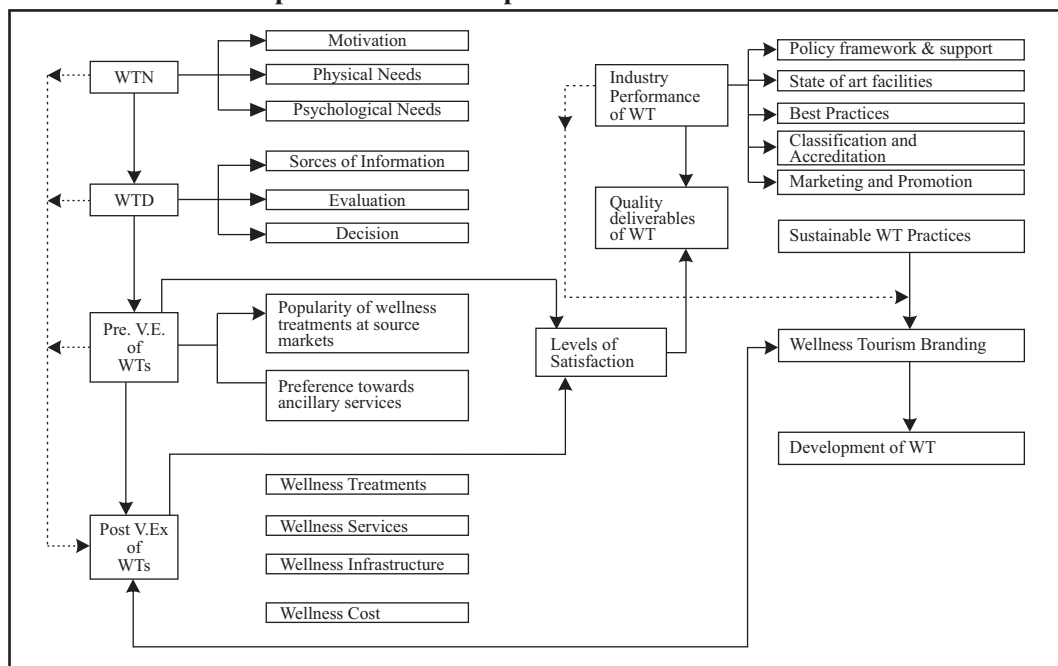 WTN
Motivation
Physical Needs
Psychological Needs
WTD
Sorces of Information
Evaluation
Decision
Pre. V.E.
of
WTs
Popularity of wellness
treatments at source
markets
Preference towards
ancillary services
Post V.Ex
of
WTs
Wellness Treatments
Wellness Services
Wellness Infrastructure
Wellness Cost
Levels of
Satisfaction
Industry
Performance
of WT
Quality
deliverables
of WT
Policy framework & support
State of art facilities
Best Practices
Classification and
Accreditation
Marketing and Promotion
Sustainable WT Practices
Wellness Tourism Branding
Development of WT